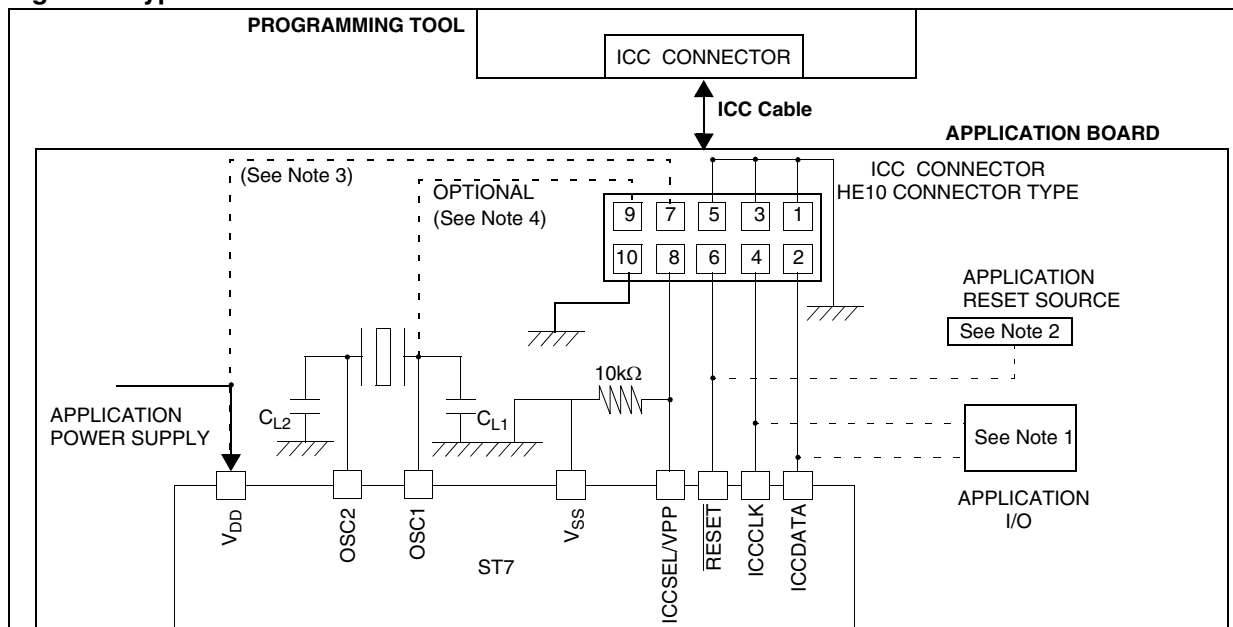 PROGRAMMING TOOL
ICC CONNECTOR
ICC Cable
APPLICATION BOARD
(See Note 3)
OPTIONAL
(See Note 4)
ICC CONNECTOR
HE10 CONNECTOR TYPE
9 7 5 3 1
10 8 6 4 2
APPLICATION
RESET SOURCE
See Note 2
10kΩ
APPLICATION
POWER SUPPLY
CL2
CL1
See Note 1
APPLICATION
I/O
VDD
OSC2
OSC1
VSS
ICCSEL/VPP
RESET
ICCCLK
ICCDATA
ST7